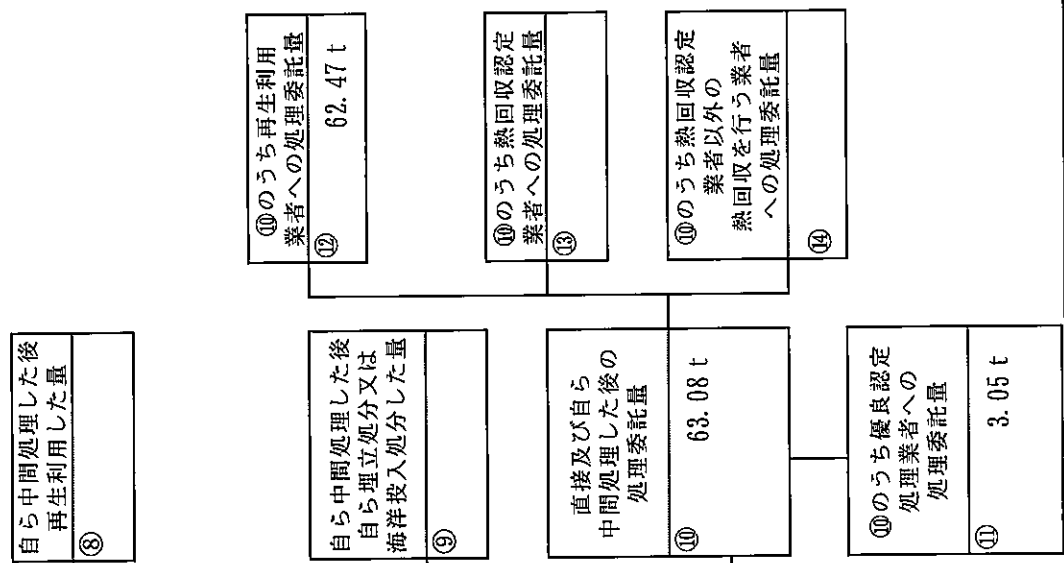 自ら中間処理した後
再生利用した量
⑧
自ら中間処理した後
自ら埋立処分又は
海洋投入処分した量
⑨
直接及び自ら
中間処理した後の
処理委託量
⑩
63.08 t
⑩のうち優良認定
処理業者への
処理委託量
⑪
3.05 t
⑩のうち再生利用
業者への処理委託量
⑫
62.47 t
⑩のうち熱回収認定
業者への処理委託量
⑬
⑩のうち熱回収認定
業者以外の
熱回収を行う業者
への処理委託量
⑭